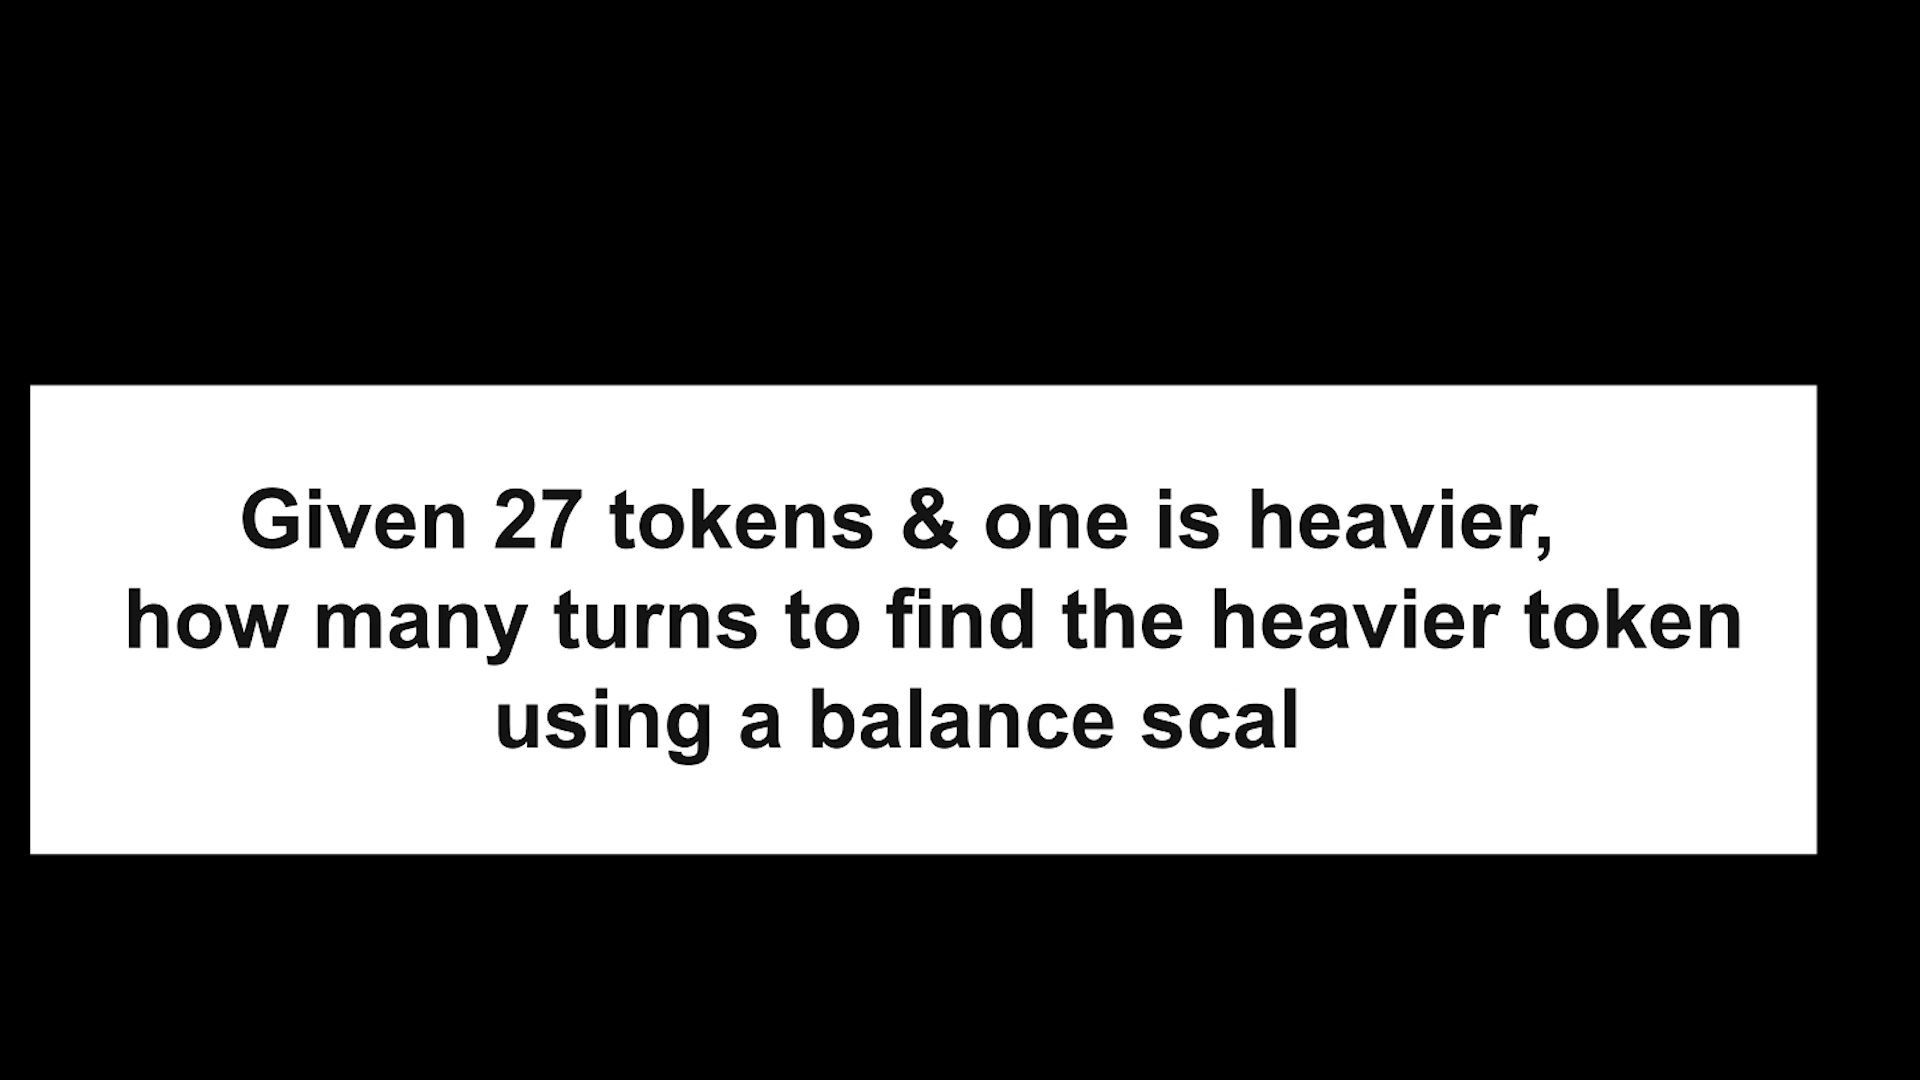 Given 27 tokens & one is heavier,
how many turns to find the heavier token
using a balance scal